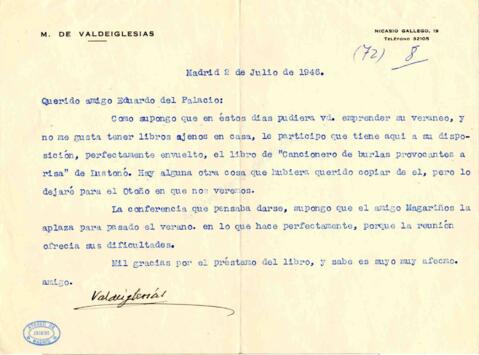 M. DE VALDEIGLESIAS
NICASIO GALLEGO, 19
TELÉFONO 52105
(72) 8
Madrid 2 de Julio de 1946.
Querido amigo Eduardo del Palacio:
Como supongo que en éstos dias pudiera vd. emprender su veraneo, y
no me gusta tener libros ajenos en casa, le participo que tiene aqui a su dispo-
sición, perfectamente envuelto, el libro de "Cancionero de burlas provocantes a
risa" de Luatonó. Hay alguna otra cosa que hubiera querido copiar de el, pero lo
dejaré para el Otoño en que nos veremos.
La conferencia que pensaba darse, supongo que el amigo Magariños la
aplaza para pasado el verano. en lo que hace perfectamente, porque la reunión
ofrecia sus dificultades.
Mil gracias por el préstamo del libro, y sabe es suyo muy afecmo.
amigo.
Valdeiglesias